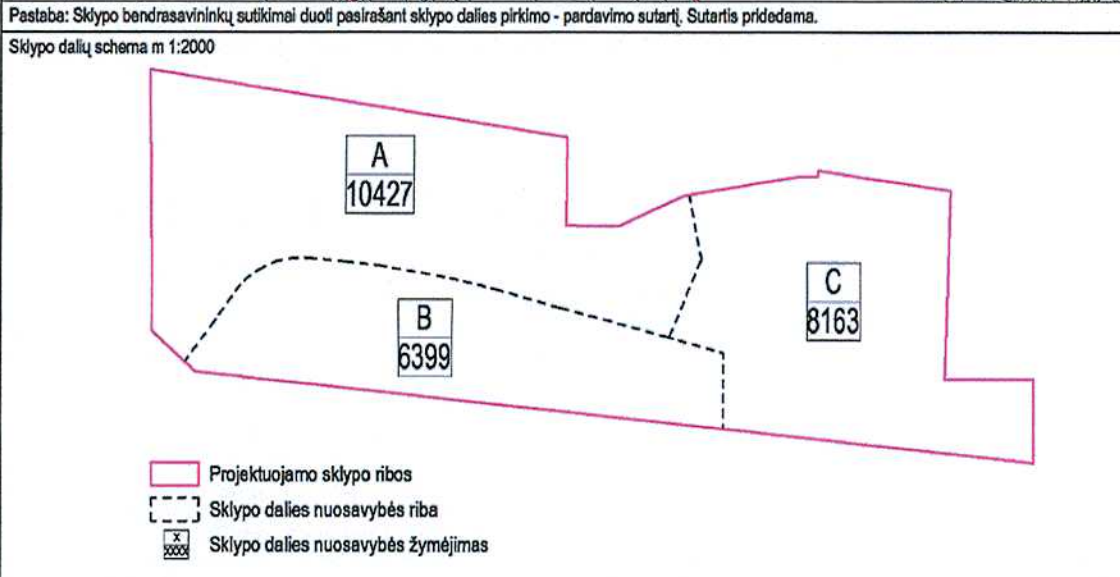 Pastaba: Sklypo bendrasavininkų sutikimai duoti pasirašant sklypo dalies pirkimo - pardavimo sutartį. Sutartis pridedama.
Sklypo dalių schema m 1:2000
A
10427
C
8163
B
6399
Projektuojamo sklypo ribos
Sklypo dalies nuosavybės riba
X
XXXX
Sklypo dalies nuosavybės žymėjimas